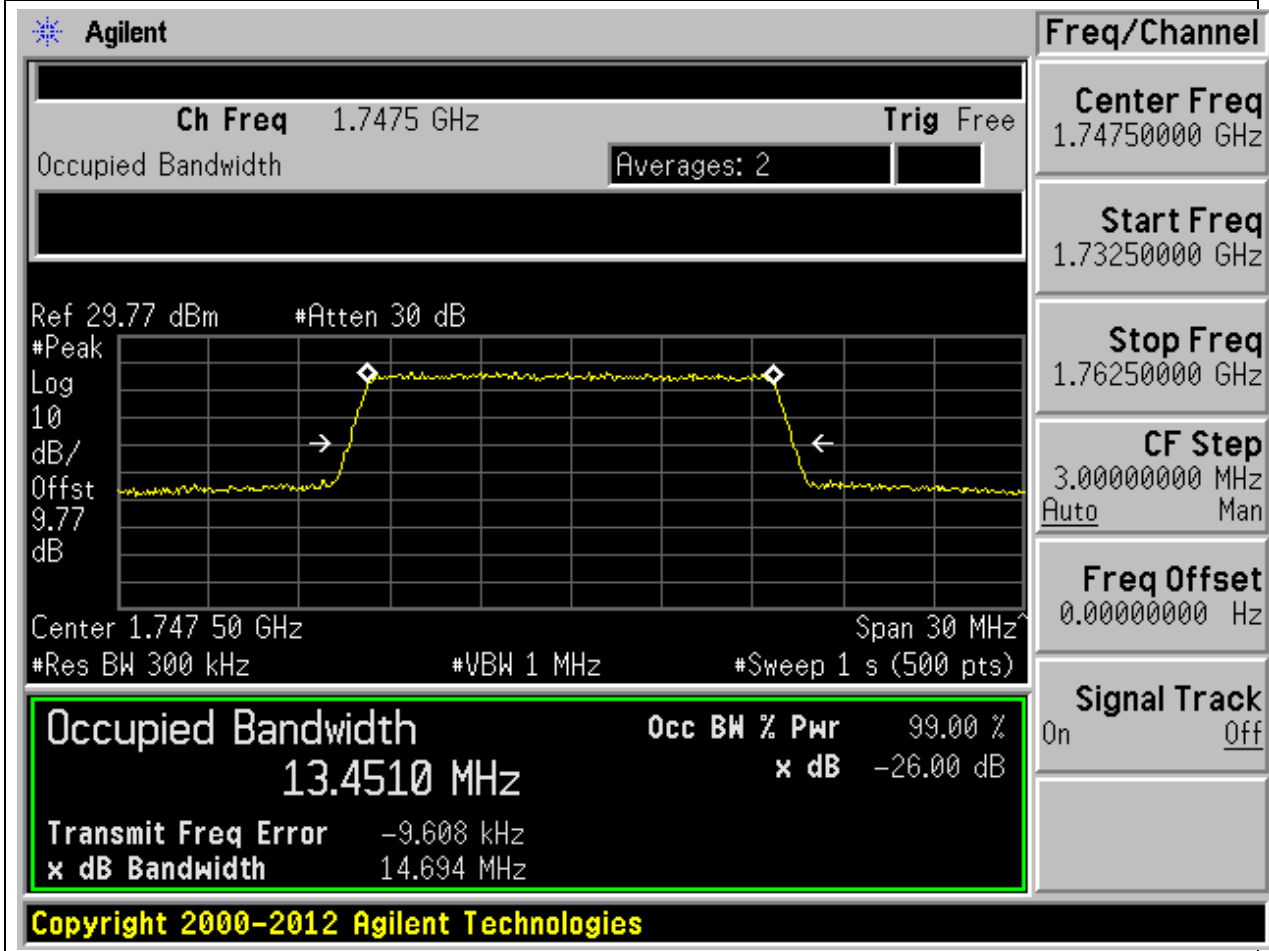 Agilent
Freq/Channel
Ch Freq 1.7475 GHz Trig Free
Occupied Bandwidth Averages: 2
Center Freq
1.74750000 GHz
Start Freq
1.73250000 GHz
Stop Freq
1.76250000 GHz
CF Step
3.00000000 MHz
Auto Man
Freq Offset
0.00000000 Hz
Signal Track
On Off
Ref 29.77 dBm #Atten 30 dB
#Peak
Log
10
dB/
Offst
9.77
dB
Center 1.747 50 GHz Span 30 MHz^
#Res BW 300 kHz #VBW 1 MHz #Sweep 1 s (500 pts)
Occupied Bandwidth Occ BW % Pwr 99.00 %
13.4510 MHz x dB -26.00 dB
Transmit Freq Error -9.608 kHz
x dB Bandwidth 14.694 MHz
Copyright 2000-2012 Agilent Technologies